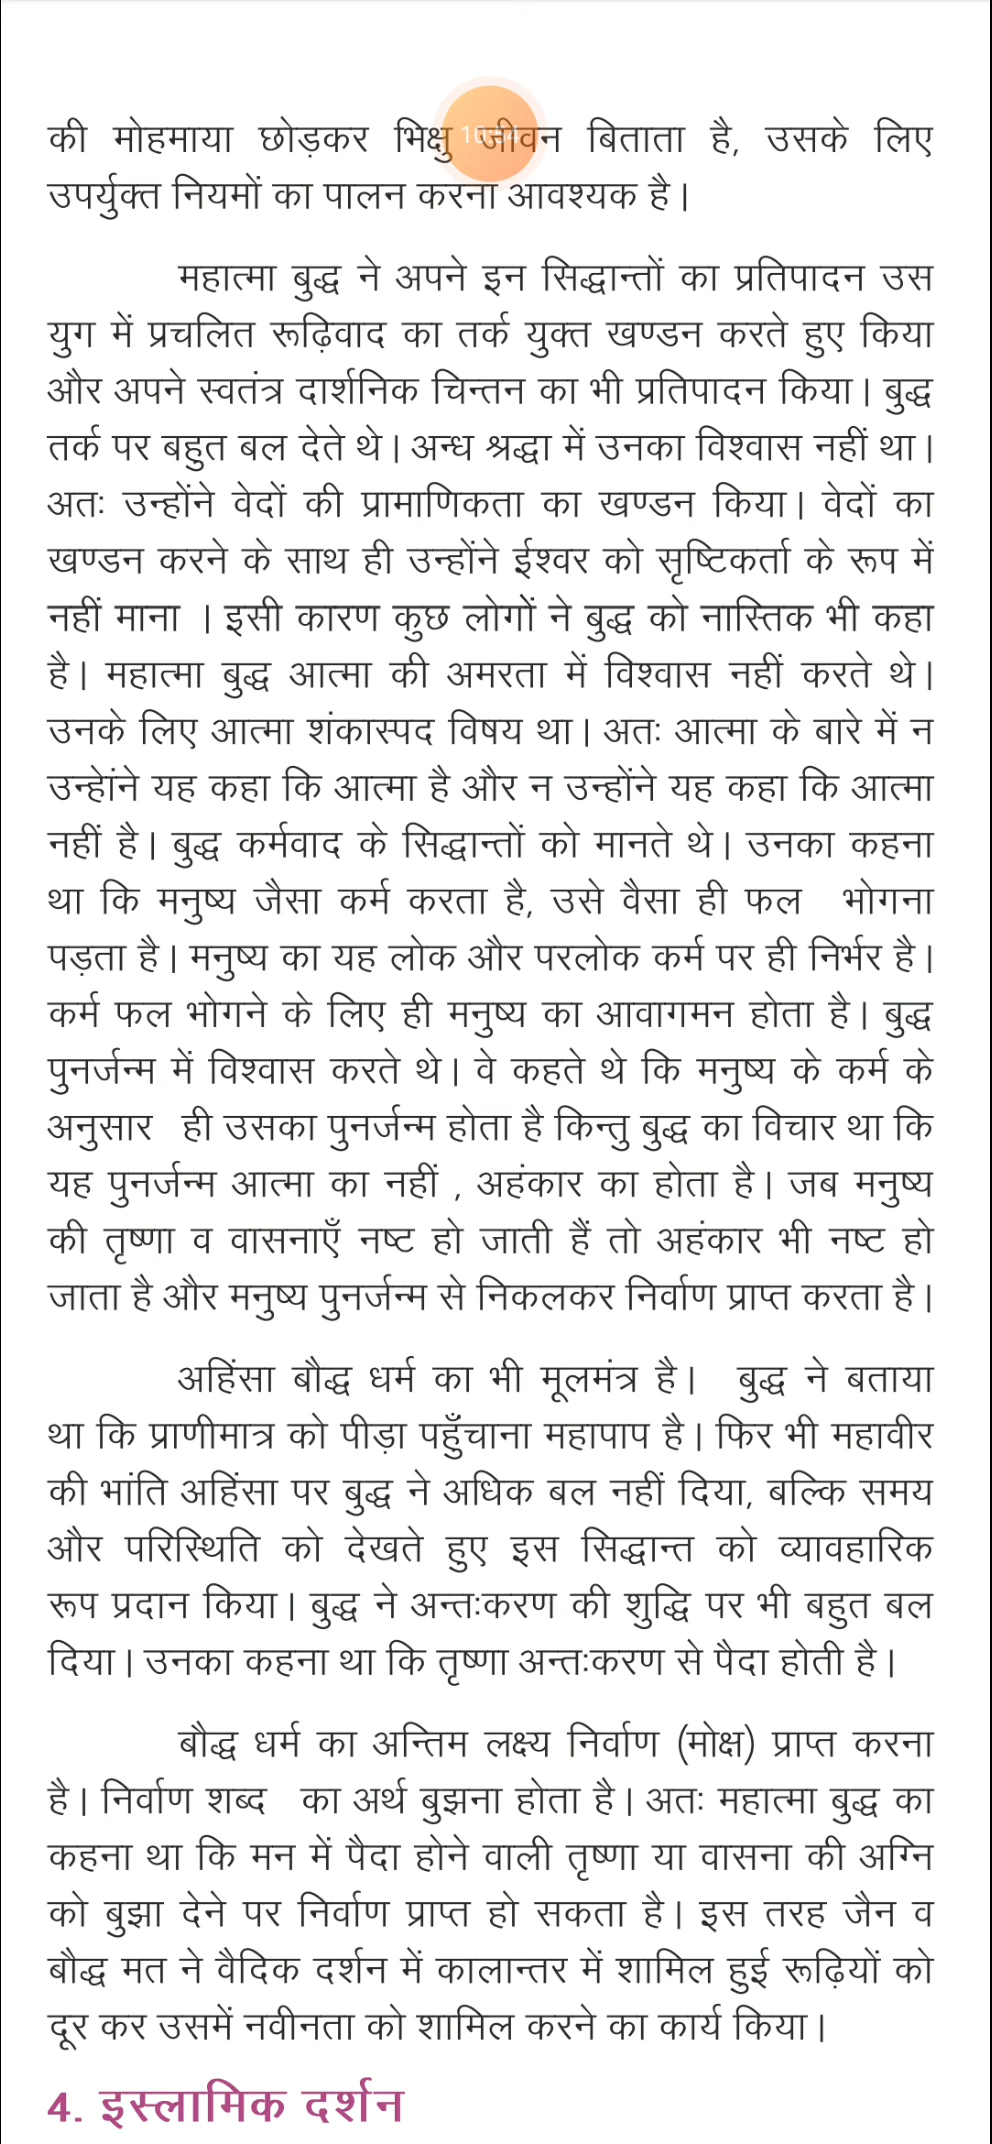 की मोहमाया छोड़कर भिक्षु जीवन बिताता है, उसके लिए
10:54
उपर्युक्त नियमों का पालन करना आवश्यक है।
महात्मा बुद्ध ने अपने इन सिद्धान्तों का प्रतिपादन उस
युग में प्रचलित रूढ़िवाद का तर्क युक्त खण्डन करते हुए किया
और अपने स्वतंत्र दार्शनिक चिन्तन का भी प्रतिपादन किया। बुद्ध
तर्क पर बहुत बल देते थे। अन्ध श्रद्धा में उनका विश्वास नहीं था।
अतः उन्होंने वेदों की प्रामाणिकता का खण्डन किया। वेदों का
खण्डन करने के साथ ही उन्होंने ईश्वर को सृष्टिकर्ता के रूप में
नहीं माना । इसी कारण कुछ लोगों ने बुद्ध को नास्तिक भी कहा
है। महात्मा बुद्ध आत्मा की अमरता में विश्वास नहीं करते थे।
उनके लिए आत्मा शंकास्पद विषय था। अतः आत्मा के बारे में न
उन्हेांने यह कहा कि आत्मा है और न उन्होंने यह कहा कि आत्मा
नहीं है। बुद्ध कर्मवाद के सिद्धान्तों को मानते थे। उनका कहना
था कि मनुष्य जैसा कर्म करता है, उसे वैसा ही फल भोगना
पड़ता है। मनुष्य का यह लोक और परलोक कर्म पर ही निर्भर है।
कर्म फल भोगने के लिए ही मनुष्य का आवागमन होता है। बुद्ध
पुनर्जन्म में विश्वास करते थे। वे कहते थे कि मनुष्य के कर्म के
अनुसार ही उसका पुनर्जन्म होता है किन्तु बुद्ध का विचार था कि
यह पुनर्जन्म आत्मा का नहीं , अहंकार का होता है। जब मनुष्य
की तृष्णा व वासनाएँ नष्ट हो जाती हैं तो अहंकार भी नष्ट हो
जाता है और मनुष्य पुनर्जन्म से निकलकर निर्वाण प्राप्त करता है।
अहिंसा बौद्ध धर्म का भी मूलमंत्र है। बुद्ध ने बताया
था कि प्राणीमात्र को पीड़ा पहुँचाना महापाप है। फिर भी महावीर
की भांति अहिंसा पर बुद्ध ने अधिक बल नहीं दिया, बल्कि समय
और परिस्थिति को देखते हुए इस सिद्धान्त को व्यावहारिक
रूप प्रदान किया। बुद्ध ने अन्तःकरण की शुद्धि पर भी बहुत बल
दिया। उनका कहना था कि तृष्णा अन्तःकरण से पैदा होती है।
बौद्ध धर्म का अन्तिम लक्ष्य निर्वाण (मोक्ष) प्राप्त करना
है। निर्वाण शब्द का अर्थ बुझना होता है। अतः महात्मा बुद्ध का
कहना था कि मन में पैदा होने वाली तृष्णा या वासना की अग्नि
को बुझा देने पर निर्वाण प्राप्त हो सकता है। इस तरह जैन व
बौद्ध मत ने वैदिक दर्शन में कालान्तर में शामिल हुई रूढ़ियों को
दूर कर उसमें नवीनता को शामिल करने का कार्य किया।
4. इस्लामिक दर्शन